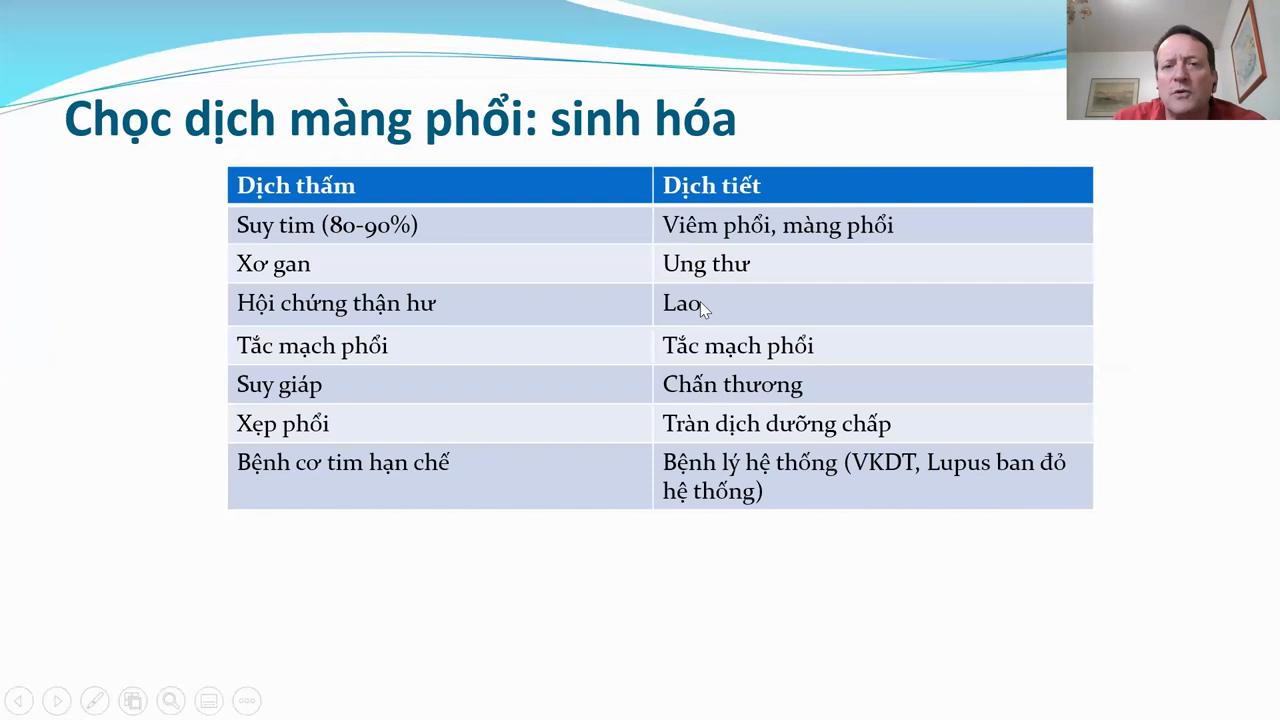 Chọc dịch màng phổi: sinh hóa
Dịch thấm
Dịch tiết
Suy tim (80-90%)
Viêm phổi, màng phổi
Xơ gan
Ung thư
Hội chứng thận hư
Lao
Tắc mạch phổi
Tắc mạch phổi
Suy giáp
Chấn thương
Xẹp phổi
Tràn dịch dưỡng chấp
Bệnh cơ tim hạn chế
Bệnh lý hệ thống (VKDT, Lupus ban đỏ
hệ thống)